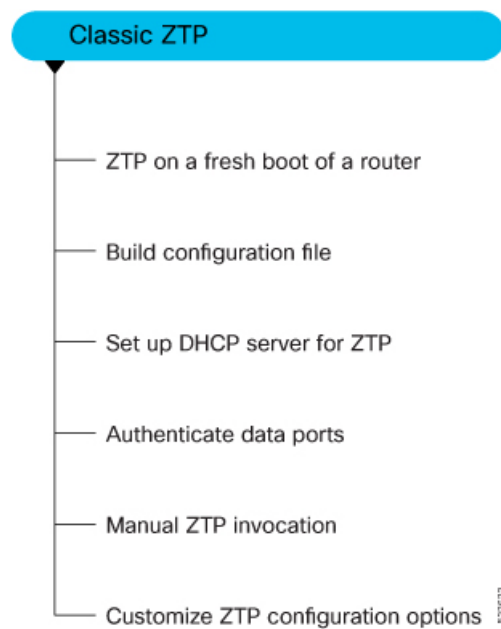 Classic ZTP
ZTP on a fresh boot of a router
Build configuration file
Set up DHCP server for ZTP
Authenticate data ports
Manual ZTP invocation
Customize ZTP configuration options